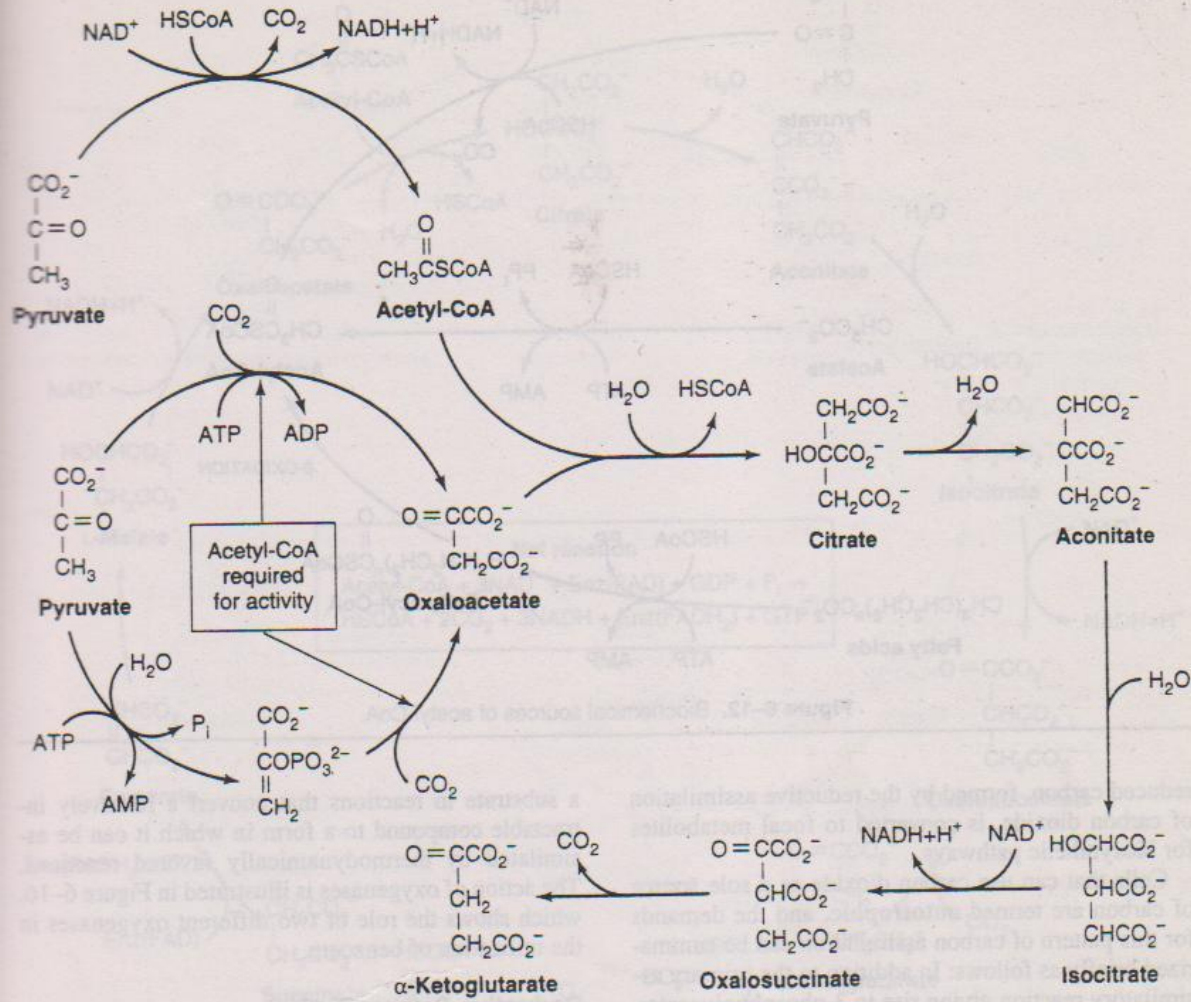 NAD⁺ HSCoA CO₂ NADH+H⁺
CO₂⁻
C=O
CH₃
Pyruvate
O
CH₃CSCoA
Acetyl-CoA
CO₂
ATP ADP
H₂O HSCoA
CH₂CO₂⁻
HOCCO₂⁻
CH₂CO₂⁻
Citrate
H₂O
CHCO₂⁻
CCO₂⁻
CH₂CO₂⁻
Aconitate
CO₂⁻
C=O
CH₃
Pyruvate
Acetyl-CoA
required
for activity
O=CCO₂⁻
CH₂CO₂⁻
Oxaloacetate
H₂O
ATP
Pᵢ
AMP
CO₂⁻
COPO₃²⁻
CH₂
CO₂
H₂O
HOCHCO₂⁻
CHCO₂⁻
CHCO₂⁻
Isocitrate
NADH+H⁺ NAD⁺
O=CCO₂⁻
CHCO₂⁻
CH₂CO₂⁻
Oxalosuccinate
CO₂
O=CCO₂⁻
CH₂
CH₂CO₂⁻
α-Ketoglutarate